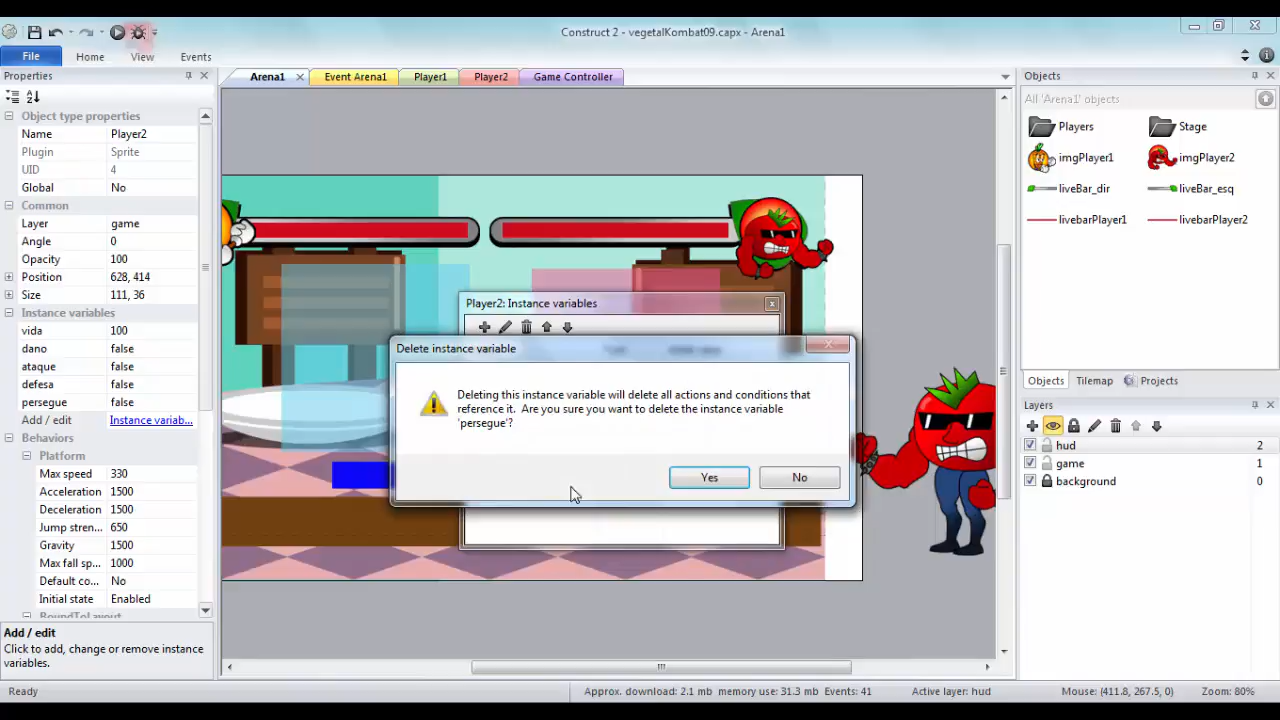 Construct 2 - vegetalKombat09.capx - Arena1
File Home View Events
Properties
Object type properties
Name Player2
Plugin Sprite
UID 4
Global No
Common
Layer game
Angle 0
Opacity 100
Position 628, 414
Size 111, 36
Instance variables
vida 100
dano false
ataque false
defesa false
persegue false
Add / edit Instance variab...
Behaviors
Platform
Max speed 330
Acceleration 1500
Deceleration 1500
Jump stren... 650
Gravity 1500
Max fall sp... 1000
Default co... No
Initial state Enabled
BoundToLayout
Add / edit
Click to add, change or remove instance
variables.
Arena1 Event Arena1 Player1 Player2 Game Controller
Player2: Instance variables
Delete instance variable
Deleting this instance variable will delete all actions and conditions that
reference it. Are you sure you want to delete the instance variable
'persegue'?
Yes No
Objects
All 'Arena1' objects
Players Stage
imgPlayer1 imgPlayer2
liveBar_dir liveBar_esq
livebarPlayer1 livebarPlayer2
Objects Tilemap Projects
Layers
hud 2
game 1
background 0
Ready Approx. download: 2.1 mb memory use: 31.3 mb Events: 41 Active layer: hud Mouse: (411.8, 267.5, 0) Zoom: 80%